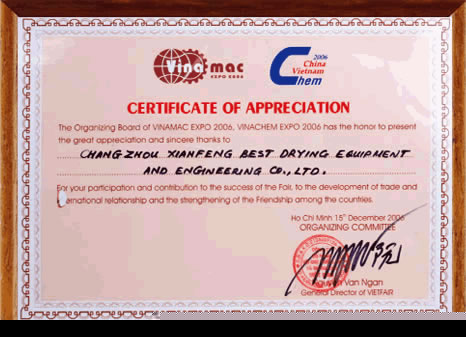 Vinamac
EXPO 2006
2006
China
Vietnam
Chem
CERTIFICATE OF APPRECIATION
The Organizing Board of VINAMAC EXPO 2006, VINACHEM EXPO 2006 has the honor to present
the great appreciation and sincere thanks to
CHANGZHOU XIANFENG BEST DRYING EQUIPMENT
AND ENGINEERING CO., LTD.
For your participation and contribution to the success of the Fair, to the development of trade and
ernational relationship and the strengthening of the Friendship among the countries.
Ho Chi Minh 15th December 2006
ORGANIZING COMMITTEE
Van Ngan
General Director of VIETFAIR